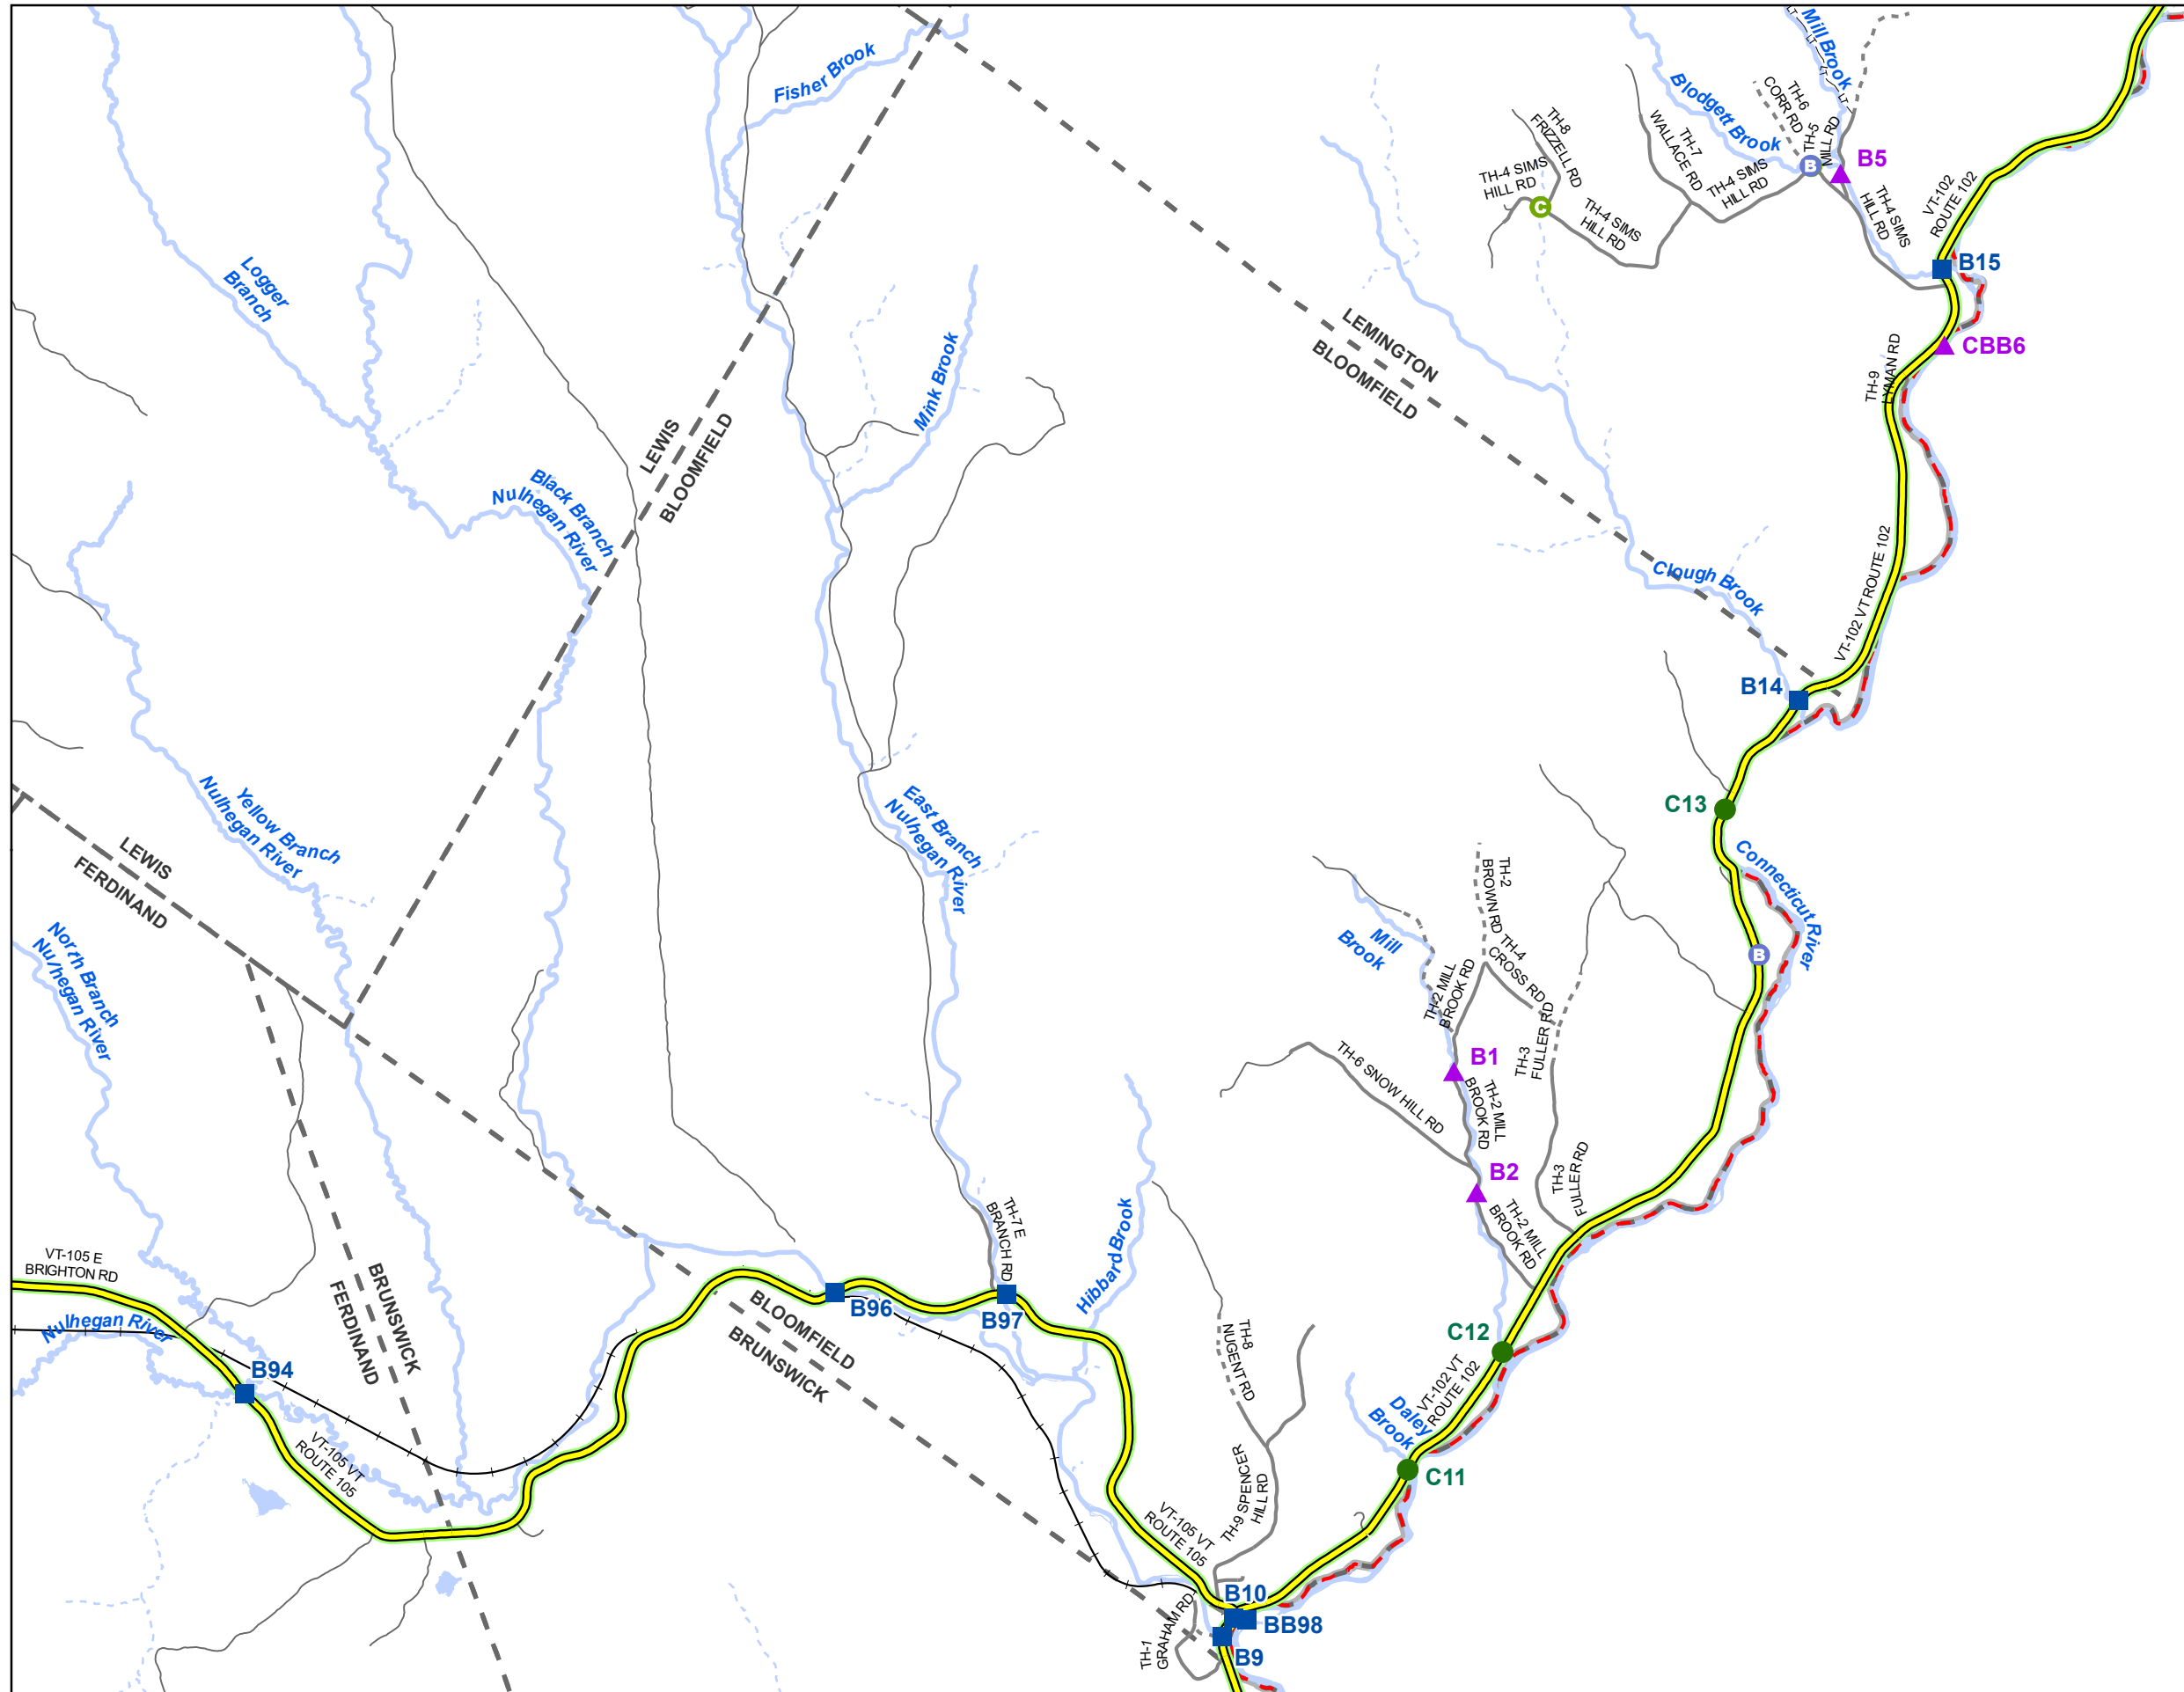 Fisher Brook
Mill Brook
LT
LT
LT
LT
Blodgett Brook
TH-6
CORR RD
TH-5
MILL RD
B
B5
TH-8
FRIZZELL RD
TH-7
WALLACE RD
TH-4 SIMS
HILL RD
C
TH-4 SIMS
HILL RD
TH-4 SIMS
HILL RD
TH-4 SIMS
HILL RD
VT-102
ROUTE 102
B15
CBB6
TH-9
LYMAN RD
Logger
Branch
LEMINGTON
BLOOMFIELD
Mink Brook
LEWIS
BLOOMFIELD
Black Branch
Nulhegan River
VT-102 VT ROUTE 102
Clough Brook
B14
C13
Connecticut River
B
Yellow Branch
Nulhegan River
East Branch
Nulhegan River
LEWIS
FERDINAND
North Branch
Nulhegan River
TH-2
BROWN RD
Mill
Brook
TH-4
CROSS RD
TH-2 MILL
BROOK RD
TH-3
FULLER RD
B1
TH-6 SNOW HILL RD
TH-2 MILL
BROOK RD
B2
TH-3
FULLER RD
TH-2 MILL
BROOK RD
TH-7 E
BRANCH RD
Hibbard Brook
VT-105 E
BRIGHTON RD
BRUNSWICK
FERDINAND
Nulhegan River
B96
B97
BLOOMFIELD
BRUNSWICK
B94
TH-8
NUGENT RD
C12
VT-102 VT
ROUTE 102
Daley
Brook
C11
VT-105 VT
ROUTE 105
TH-9 SPENCER
HILL RD
VT-105 VT
ROUTE 105
B10
BB98
B9
TH-1
GRAHAM RD